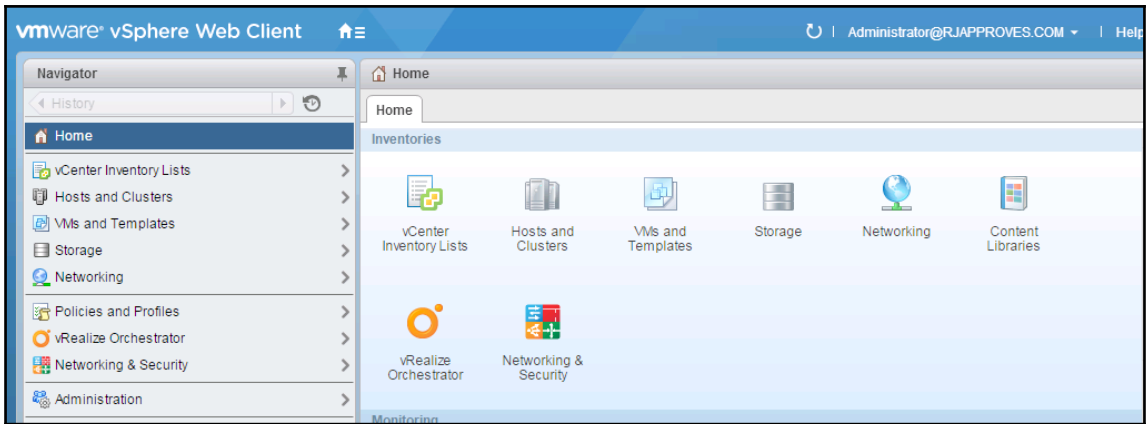 vmware® vSphere Web Client
Administrator@RJAPPROVES.COM
Help
Navigator
History
Home
vCenter Inventory Lists
Hosts and Clusters
VMs and Templates
Storage
Networking
Policies and Profiles
vRealize Orchestrator
Networking & Security
Administration
Home
Home
Inventories
vCenter
Inventory Lists
Hosts and
Clusters
VMs and
Templates
Storage
Networking
Content
Libraries
vRealize
Orchestrator
Networking &
Security
Monitoring